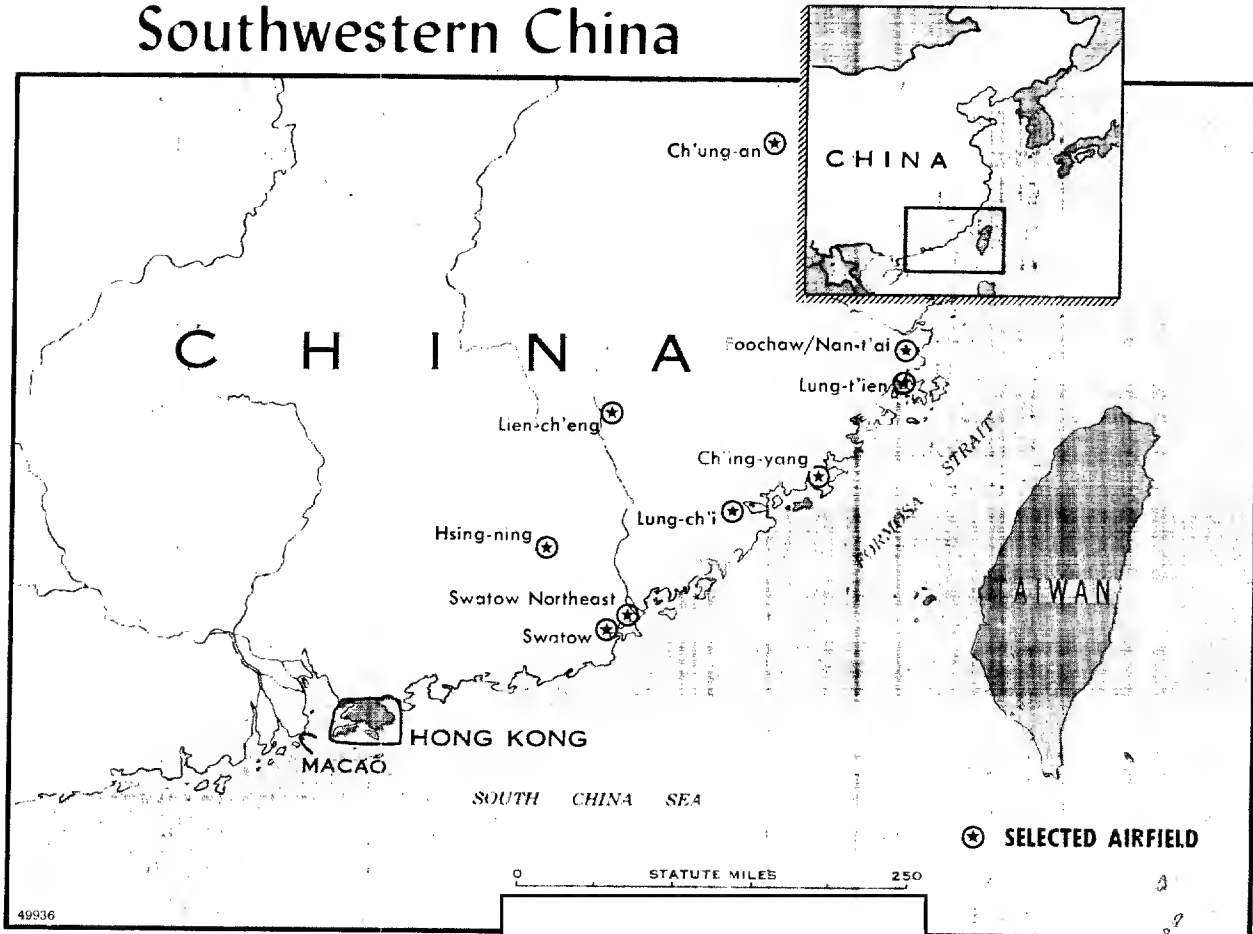 Southwestern China
Ch'ung-an
CHINA
CHINA
Foochaw/Nan-t'ai
Lung-t'ien
Lien-ch'eng
Ch'ing-yang
FORMOSA STRAIT
Lung-ch'i
Hsing-ning
TAIWAN
Swatow Northeast
Swatow
HONG KONG
MACAO
SOUTH CHINA SEA
SELECTED AIRFIELD
0 STATUTE MILES 250
49936